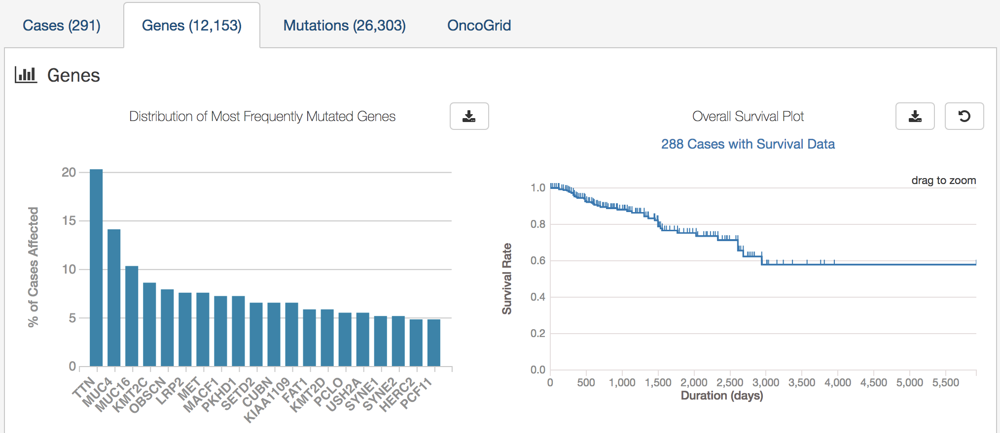 Cases (291) Genes (12,153) Mutations (26,303) OncoGrid
Genes
Distribution of Most Frequently Mutated Genes
% of Cases Affected
20
15
10
5
0
TTN
MUC4
MUC16
KMT2C
OBSCN
LRP2
MET
MACF1
PKHD1
SETD2
CUBN
KIAA1109
FAT1
KMT2D
PCLO
USH2A
SYNE1
SYNE2
HERC2
PCF11
Overall Survival Plot
288 Cases with Survival Data
drag to zoom
Survival Rate
1.0
0.8
0.6
0.4
0.2
0.0
0 500 1,000 1,500 2,000 2,500 3,000 3,500 4,000 4,500 5,000 5,500
Duration (days)